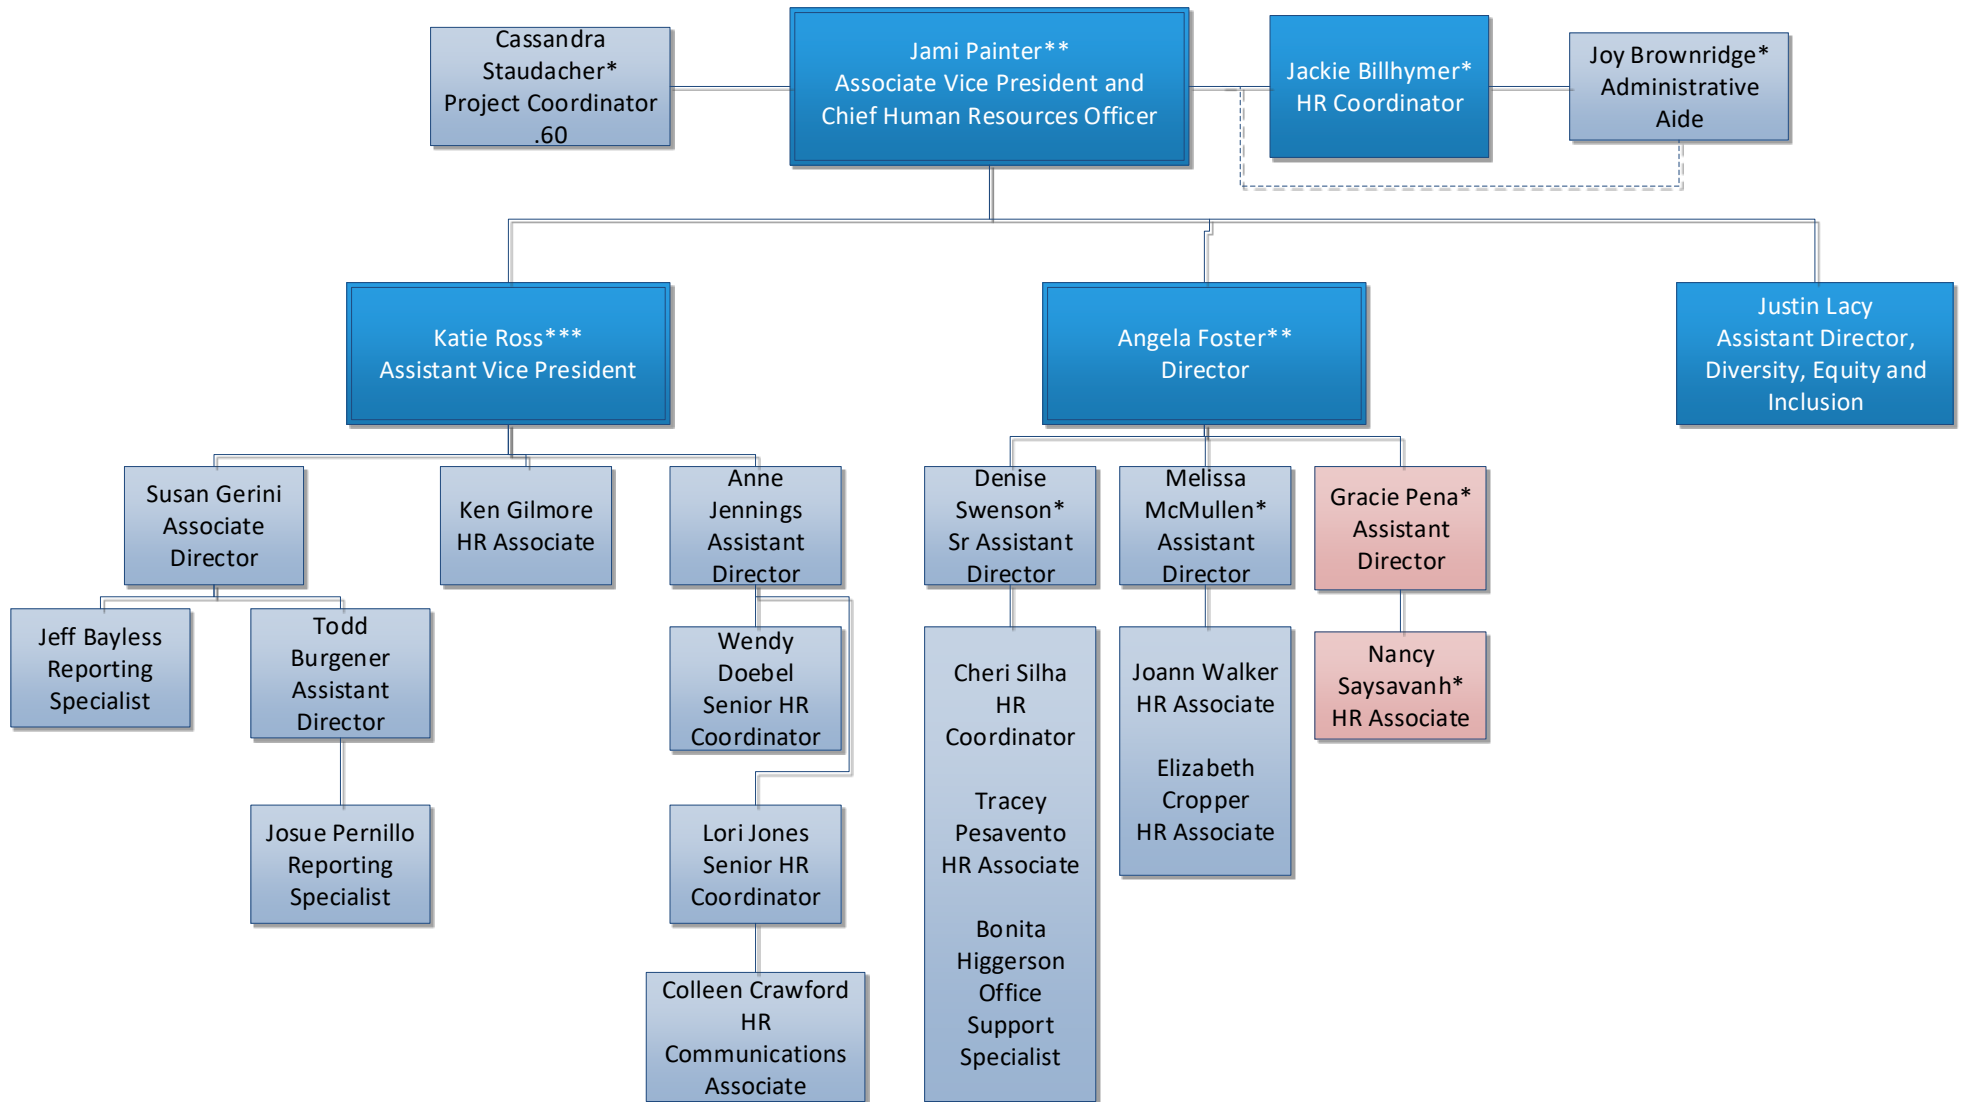 Cassandra
Staudacher*
Project Coordinator
.60
Jami Painter**
Associate Vice President and
Chief Human Resources Officer
Jackie Billhymer*
HR Coordinator
Joy Brownridge*
Administrative
Aide
Katie Ross***
Assistant Vice President
Angela Foster**
Director
Justin Lacy
Assistant Director,
Diversity, Equity and
Inclusion
Susan Gerini
Associate
Director
Ken Gilmore
HR Associate
Anne
Jennings
Assistant
Director
Denise
Swenson*
Sr Assistant
Director
Melissa
McMullen*
Assistant
Director
Gracie Pena*
Assistant
Director
Jeff Bayless
Reporting
Specialist
Todd
Burgener
Assistant
Director
Wendy
Doebel
Senior HR
Coordinator
Cheri Silha
HR
Coordinator
Tracey
Pesavento
HR Associate
Bonita
Higgerson
Office
Support
Specialist
Joann Walker
HR Associate
Elizabeth
Cropper
HR Associate
Nancy
Saysavanh*
HR Associate
Josue Pernillo
Reporting
Specialist
Lori Jones
Senior HR
Coordinator
Colleen Crawford
HR
Communications
Associate